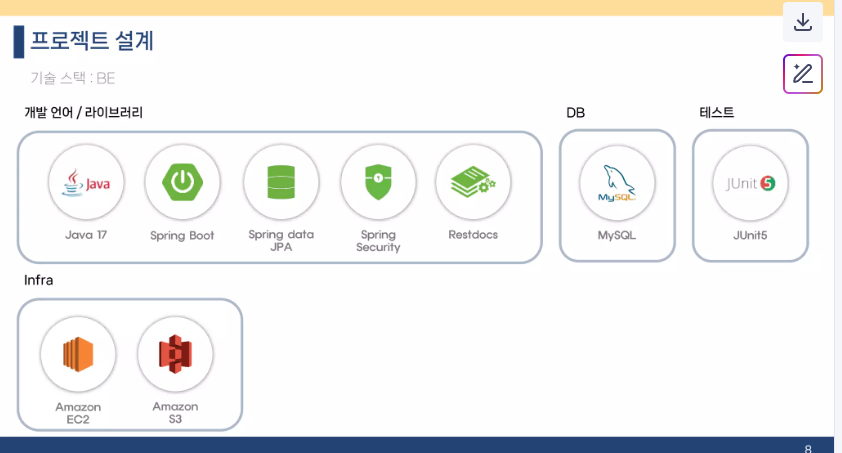 프로젝트 설계
기술 스택 : BE
개발 언어 / 라이브러리
Java
Java 17
Spring Boot
Spring data
JPA
Spring
Security
Restdocs
DB
MySQL
MySQL
테스트
JUnit 5
JUnit5
Infra
Amazon
EC2
Amazon
S3
8